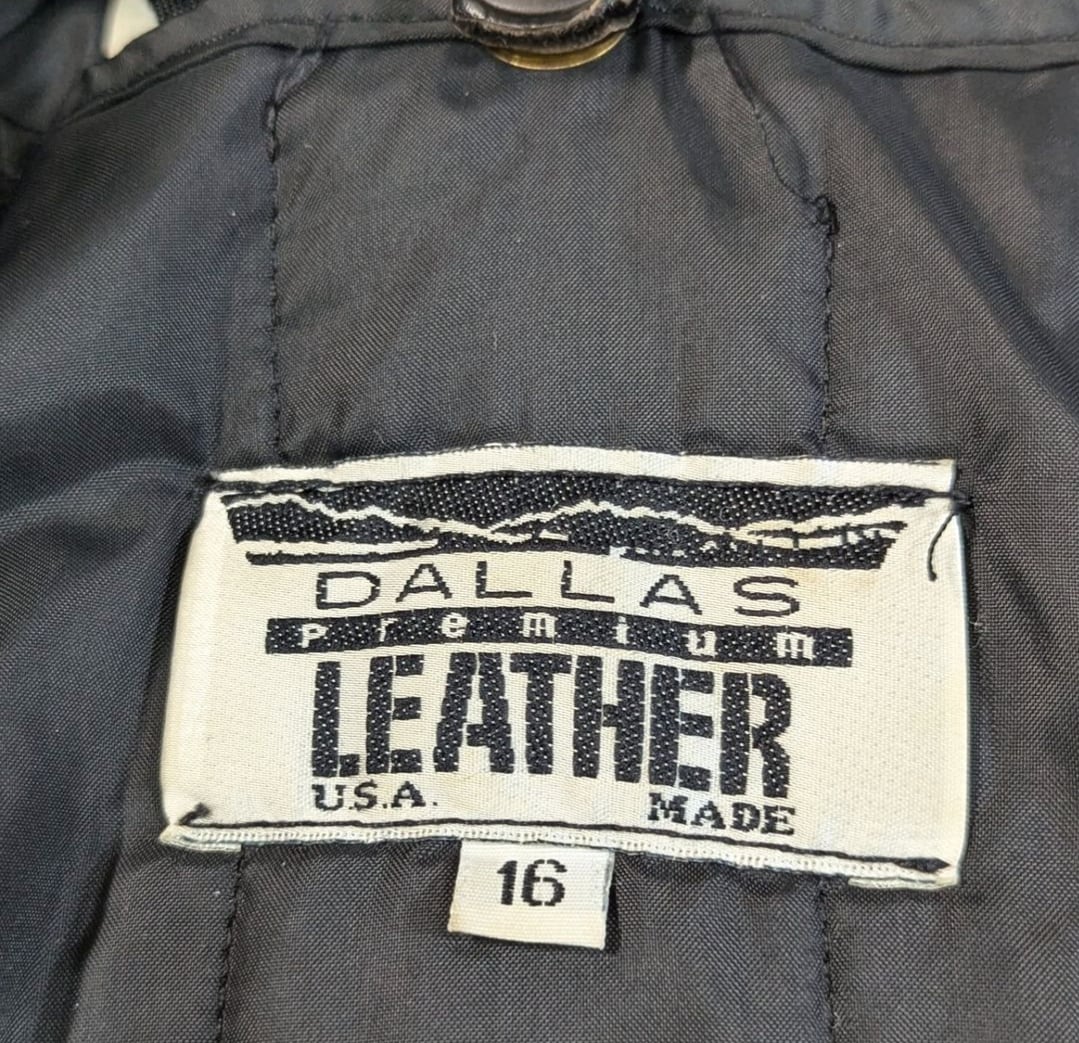 DALLAS
Premium
LEATHER
U.S.A. MADE
16